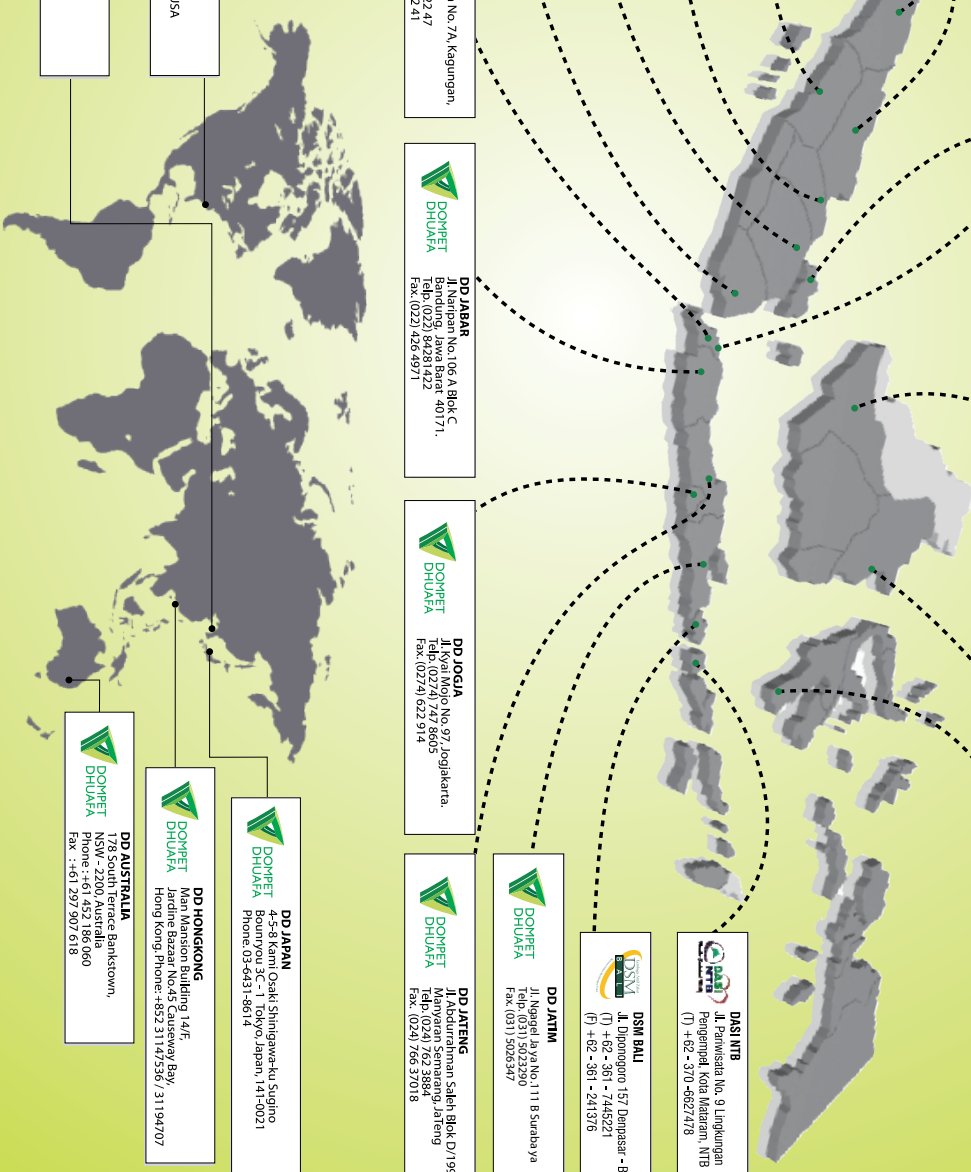 DASI
NTB
DASI NTB
Jl. Pariwisata No. 9 Lingkungan
Pengempel, Kota Mataram, NTB
(T) +62 - 370 -6627478
DSM
BALI
DSM BALI
Jl. Diponogoro 157 Denpasar - B
(T) +62 - 361 - 7445221
(F) +62 - 361 - 241376
DOMPET
DHUAFA
DD JATIM
Jl. Ngagel Jaya No.111 B Surabaya
Telp. (031) 5023290
Fax. (031) 5026347
No. 7A, Kagungan,
22 47
2 41
DOMPET
DHUAFA
DD JABAR
Jl. Naripan No.106 A Blok C
Bandung, Jawa Barat 40171.
Telp. (022) 84281422
Fax. (022) 426 4971
DOMPET
DHUAFA
DD JOGJA
Jl. Kyai Mojo No. 97, Jogjakarta.
Telp. (0274) 747 8605
Fax. (0274) 622 914
DOMPET
DHUAFA
DD JATENG
Jl. Abdurrahman Saleh Blok D/199
Manyaran Semarang, JaTeng
Telp. (024) 762 3884
Fax. (024) 766 37018
DOMPET
DHUAFA
DD JAPAN
4-5-8 Kami Osaki Shinigawa-ku Sugino
Bounryou 3C - 1 Tokyo, Japan, 141-0021
Phone. 03-6431-8614
USA
DOMPET
DHUAFA
DD HONGKONG
Man Mansion Building 14/F,
Jardine Bazaar No.45 Causeway Bay,
Hong Kong,Phone: +852 31147536 / 31194707
DOMPET
DHUAFA
DD AUSTRALIA
178 South Terrace Bankstown,
NSW - 2200, Australia
Phone : +61 452 186 060
Fax : +61 297 907 618